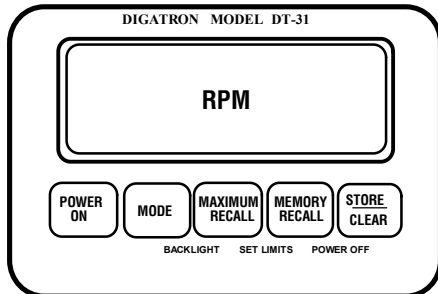 DIGATRON MODEL DT-31
RPM
POWER ON
MODE
MAXIMUM RECALL
MEMORY RECALL
STORE CLEAR
BACKLIGHT SET LIMITS POWER OFF